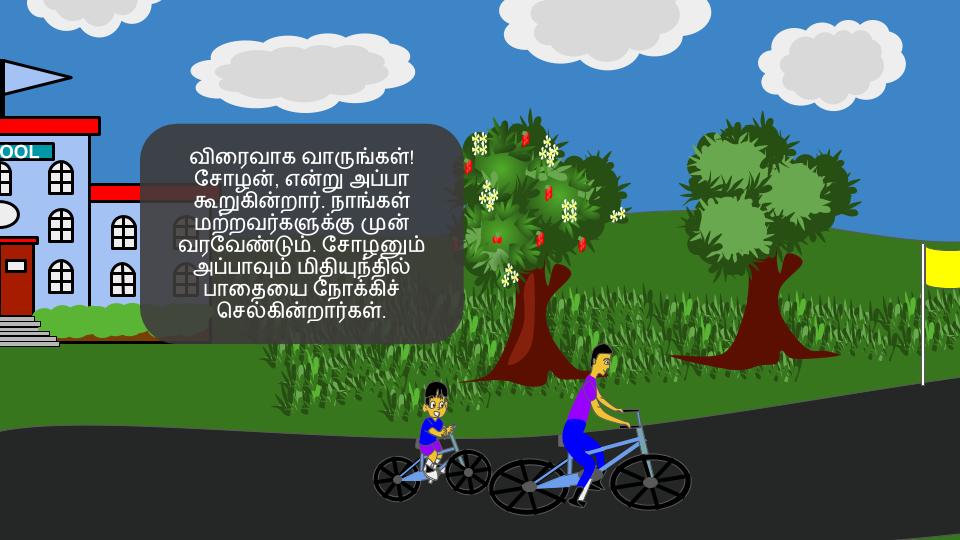 OOL
விரைவாக வாருங்கள்!
சோழன், என்று அப்பா
கூறுகின்றார். நாங்கள்
மற்றவர்களுக்கு முன்
வரவேண்டும். சோழனும்
அப்பாவும் மிதியுந்தில்
பாதையை நோக்கிச்
செல்கின்றார்கள்.